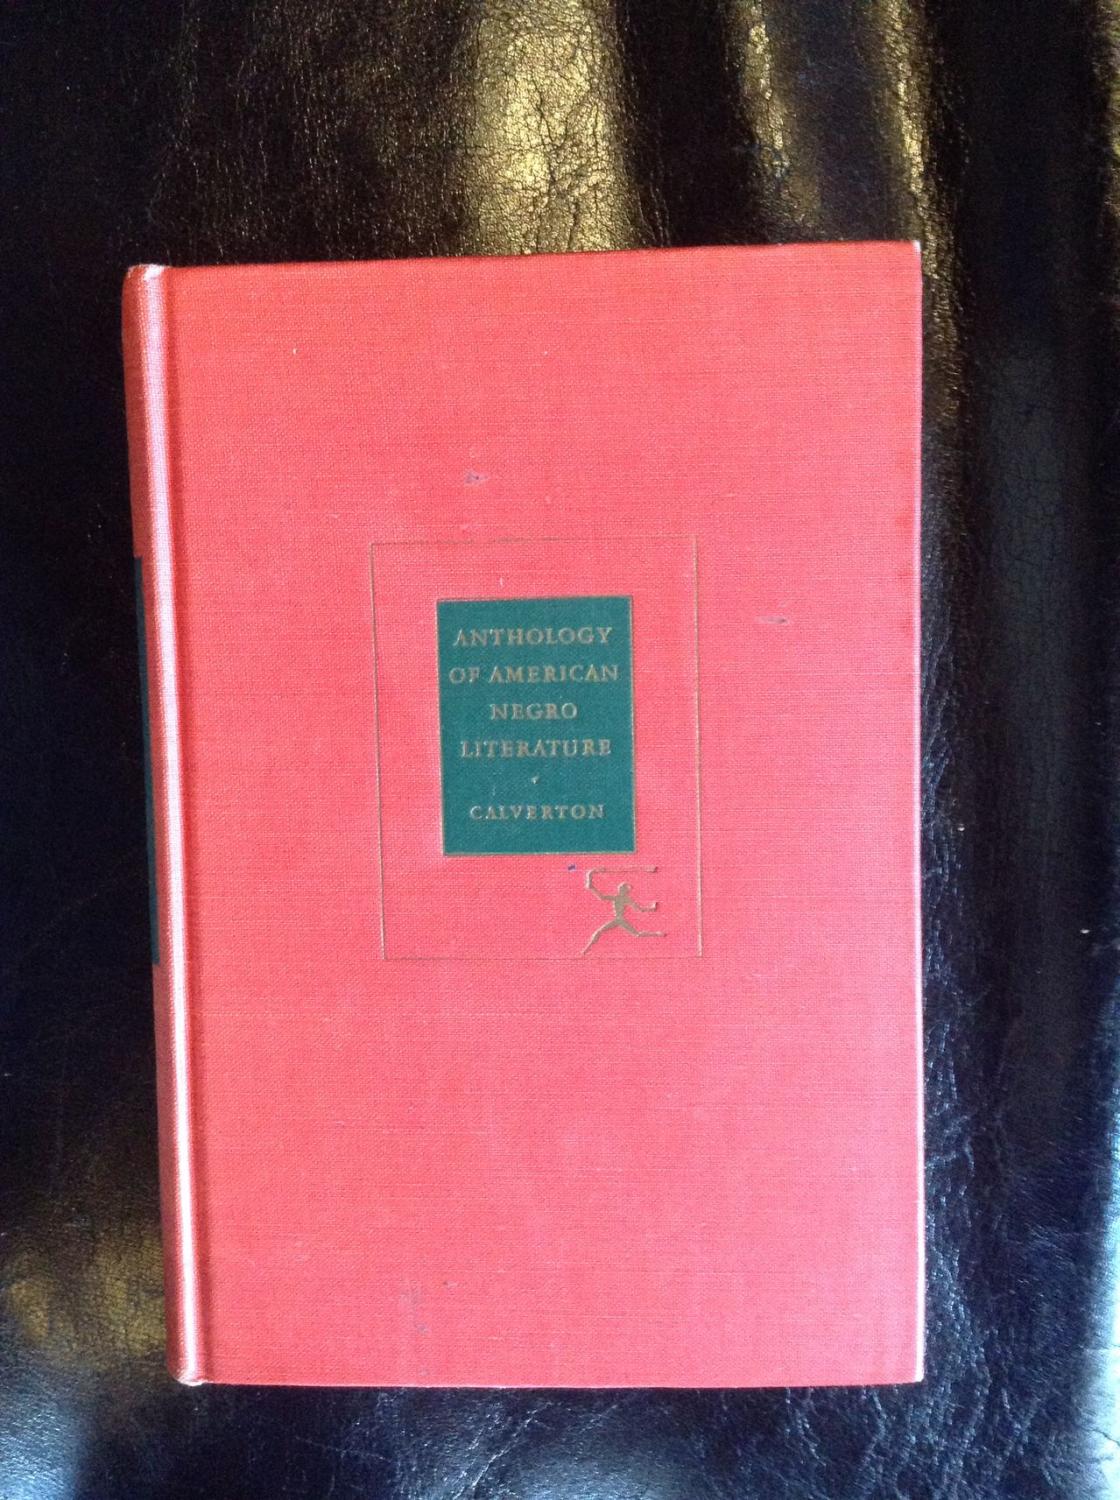 ANTHOLOGY
OF AMERICAN
NEGRO
LITERATURE
CALVERTON